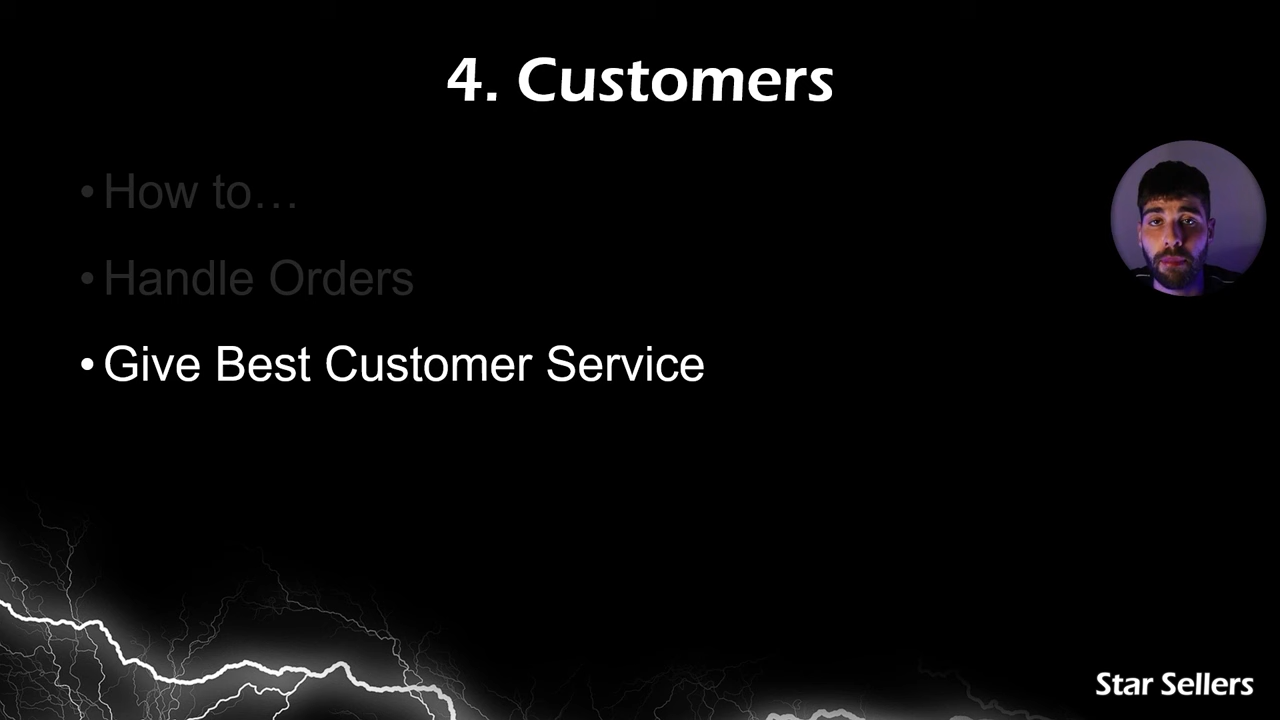 4. Customers
• How to…
• Handle Orders
• Give Best Customer Service
Star Sellers